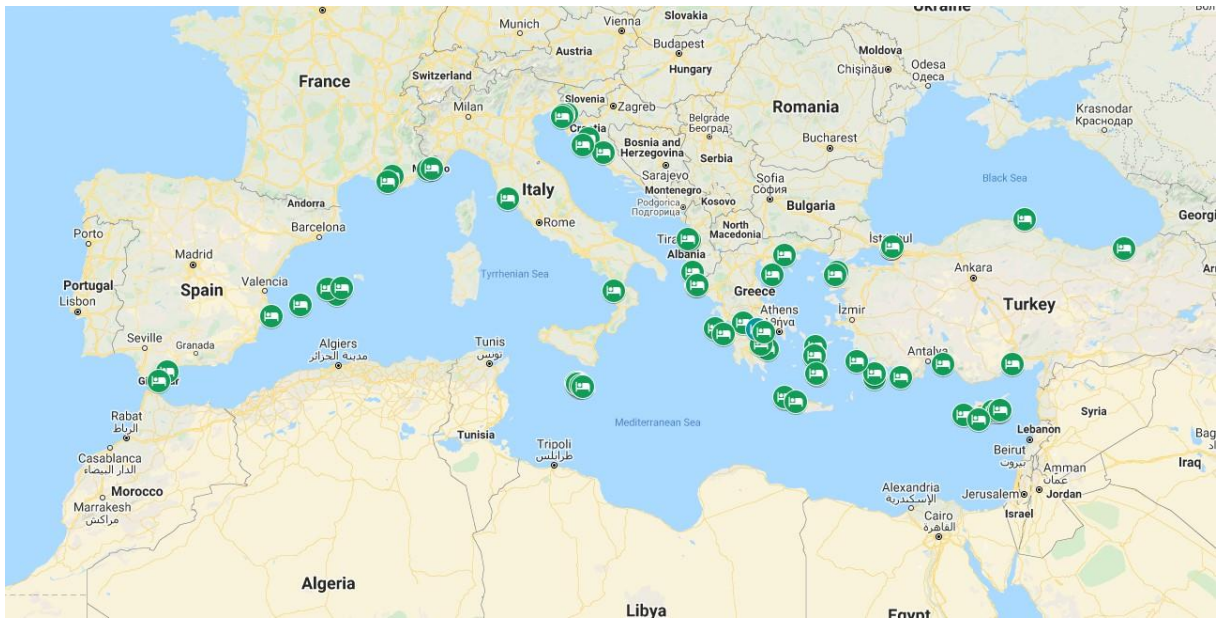 Ukraine
Slovakia
Munich
Vienna
Austria
Budapest
Hungary
Moldova
Chișinău
Odesa
Одеса
France
Switzerland
Slovenia
Zagreb
Milan
Romania
Krasnodar
Краснодар
Belgrade
Београд
Bosnia and
Herzegovina
Serbia
Bucharest
Sarajevo
Italy
Montenegro
Podgorica
Подгорица
Kosovo
Sofia
София
Bulgaria
Black Sea
Andorra
Barcelona
Rome
North
Macedonia
Albania
İstanbul
Porto
Madrid
Portugal
Lisbon
Spain
Valencia
Tyrrhenian Sea
Greece
Ankara
Turkey
Athens
Αθήνα
İzmir
Seville
Granada
Algiers
مدينة الجزائر
Tunis
تونس
Antalya
Rabat
الرباط
Casablanca
الدار البيضاء
Morocco
Marrakesh
مراكش
Tunisia
Mediterranean Sea
Tripoli
طرابلس
Syria
Lebanon
Beirut
بيروت
Iraq
Amman
عمان
Alexandria
الإسكندرية
Jerusalem
Jordan
Israel
Cairo
القاهرة
Algeria
Libya
Egypt